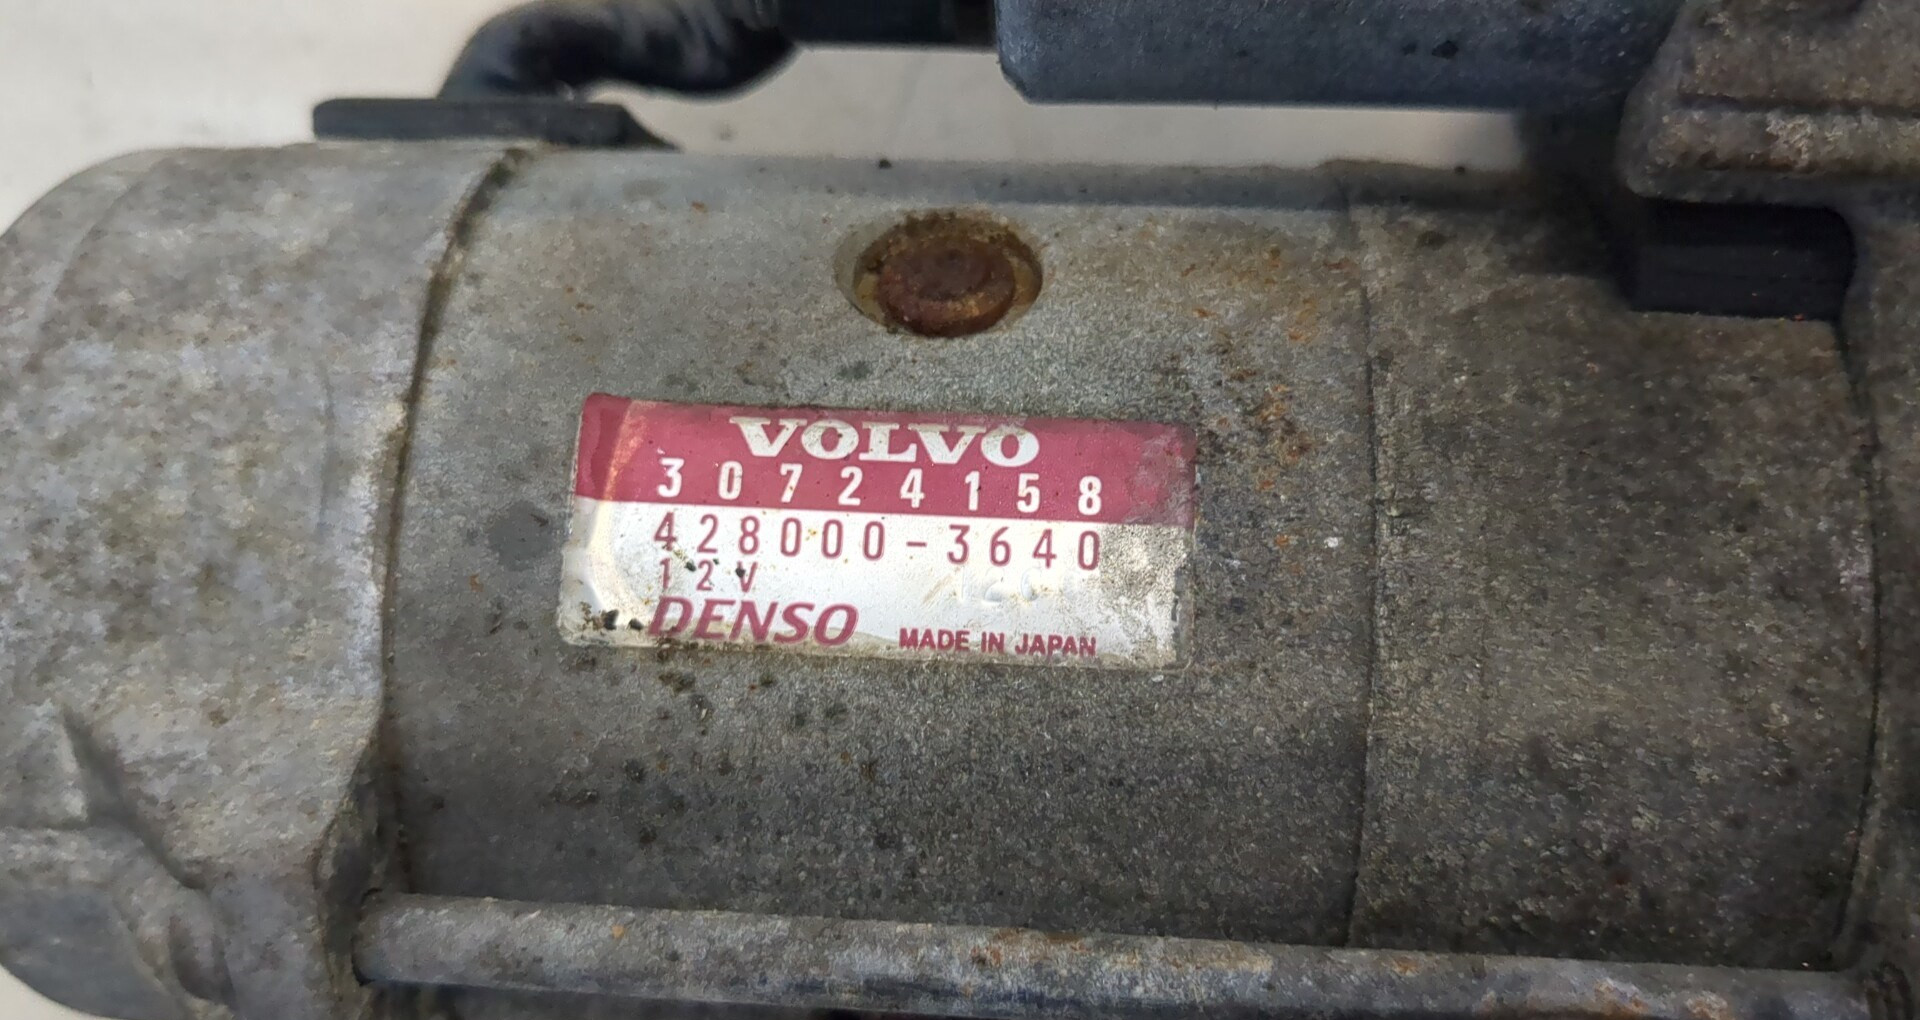 VOLVO
30724158
428000-3640
12V
DENSO MADE IN JAPAN